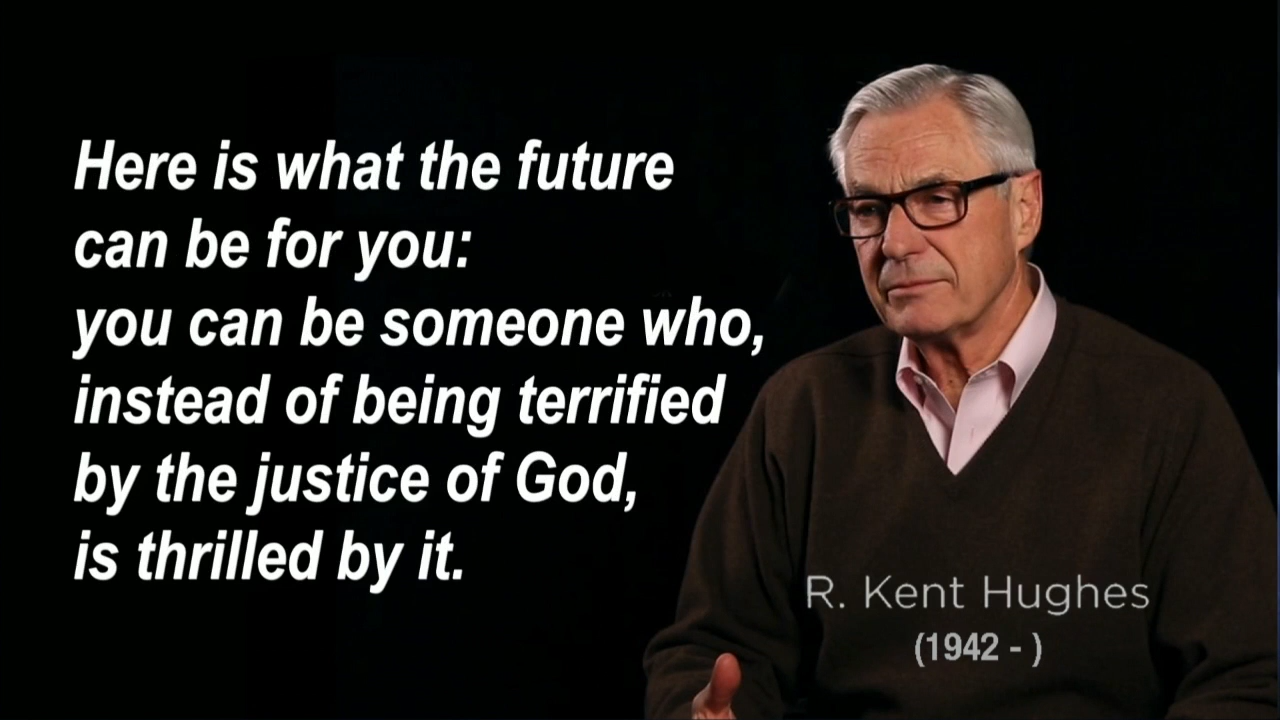 Here is what the future
can be for you:
you can be someone who,
instead of being terrified
by the justice of God,
is thrilled by it.
R. Kent Hughes
(1942 - )